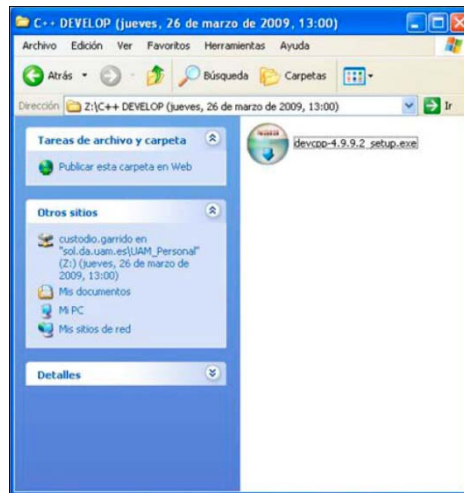 C++ DEVELOP (jueves, 26 de marzo de 2009, 13:00)
Archivo Edición Ver Favoritos Herramientas Ayuda
Atrás Búsqueda Carpetas
Dirección Z:\C++ DEVELOP (jueves, 26 de marzo de 2009, 13:00) Ir
Tareas de archivo y carpeta
Publicar esta carpeta en Web
Otros sitios
custodio.garrido en
"sol.da.uam.es\UAM_Personal"
(Z:) (jueves, 26 de marzo de
2009, 13:00)
Mis documentos
Mi PC
Mis sitios de red
Detalles
devcpp-4.9.9.2_setup.exe